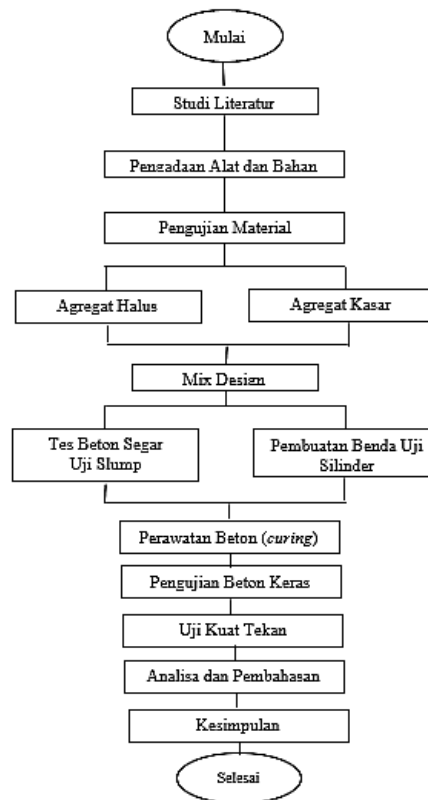 Mulai
Studi Literatur
Pengadaan Alat dan Bahan
Pengujian Material
Agregat Halus
Agregat Kasar
Mix Design
Tes Beton Segar
Uji Slump
Pembuatan Benda Uji
Silinder
Perawatan Beton (curing)
Pengujian Beton Keras
Uji Kuat Tekan
Analisa dan Pembahasan
Kesimpulan
Selesai